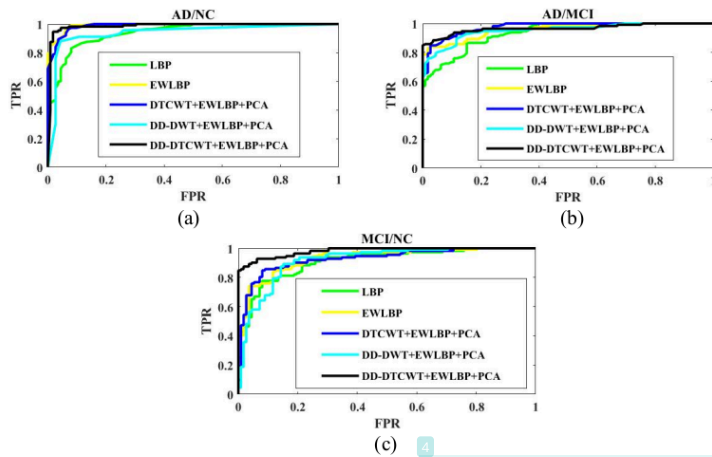 AD/NC
1
0.8
0.6
0.4
0.2
0
TPR
LBP
EWLBP
DTCWT+EWLBP+PCA
DD-DWT+EWLBP+PCA
DD-DTCWT+EWLBP+PCA
0 0.2 0.4 0.6 0.8 1
FPR
(a)
AD/MCI
1
0.8
0.6
0.4
0.2
0
TPR
LBP
EWLBP
DTCWT+EWLBP+PCA
DD-DWT+EWLBP+PCA
DD-DTCWT+EWLBP+PCA
0 0.2 0.4 0.6 0.8 1
FPR
(b)
MCI/NC
1
0.8
0.6
0.4
0.2
0
TPR
LBP
EWLBP
DTCWT+EWLBP+PCA
DD-DWT+EWLBP+PCA
DD-DTCWT+EWLBP+PCA
0 0.2 0.4 0.6 0.8 1
FPR
(c)
4